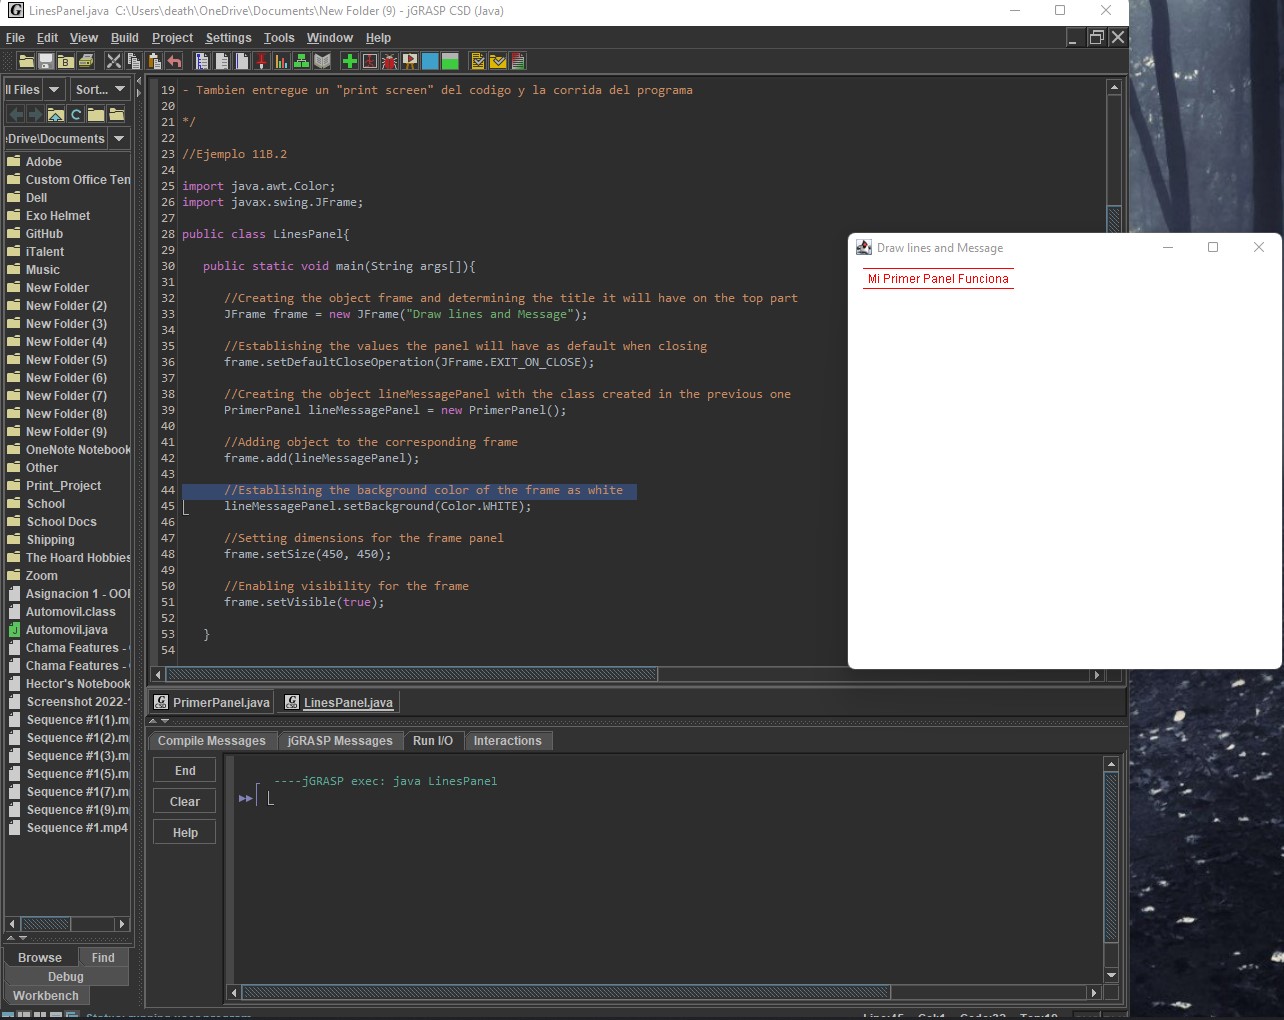 LinesPanel.java  C:\Users\death\OneDrive\Documents\New Folder (9) - jGRASP CSD (Java)
File Edit View Build Project Settings Tools Window Help
ll Files Sort...
:Drive\Documents
Adobe
Custom Office Ten
Dell
Exo Helmet
GitHub
iTalent
Music
New Folder
New Folder (2)
New Folder (3)
New Folder (4)
New Folder (5)
New Folder (6)
New Folder (7)
New Folder (8)
New Folder (9)
OneNote Notebook
Other
Print_Project
School
School Docs
Shipping
The Hoard Hobbies
Zoom
Asignacion 1 - OOI
Automovil.class
Automovil.java
Chama Features -
Chama Features -
Hector's Notebook
Screenshot 2022-
Sequence #1(1).m
Sequence #1(2).m
Sequence #1(3).m
Sequence #1(5).m
Sequence #1(7).m
Sequence #1(9).m
Sequence #1.mp4
Browse Find
Debug
Workbench
19 - Tambien entregue un "print screen" del codigo y la corrida del programa
20
21 */
22
23 //Ejemplo 11B.2
24
25 import java.awt.Color;
26 import javax.swing.JFrame;
27
28 public class LinesPanel{
29
30 public static void main(String args[]){
31
32 //Creating the object frame and determining the title it will have on the top part
33 JFrame frame = new JFrame("Draw lines and Message");
34
35 //Establishing the values the panel will have as default when closing
36 frame.setDefaultCloseOperation(JFrame.EXIT_ON_CLOSE);
37
38 //Creating the object lineMessagePanel with the class created in the previous one
39 PrimerPanel lineMessagePanel = new PrimerPanel();
40
41 //Adding object to the corresponding frame
42 frame.add(lineMessagePanel);
43
44 //Establishing the background color of the frame as white
45 lineMessagePanel.setBackground(Color.WHITE);
46
47 //Setting dimensions for the frame panel
48 frame.setSize(450, 450);
49
50 //Enabling visibility for the frame
51 frame.setVisible(true);
52
53 }
54
PrimerPanel.java LinesPanel.java
Compile Messages jGRASP Messages Run I/O Interactions
End
Clear
Help
----jGRASP exec: java LinesPanel
Draw lines and Message
Mi Primer Panel Funciona